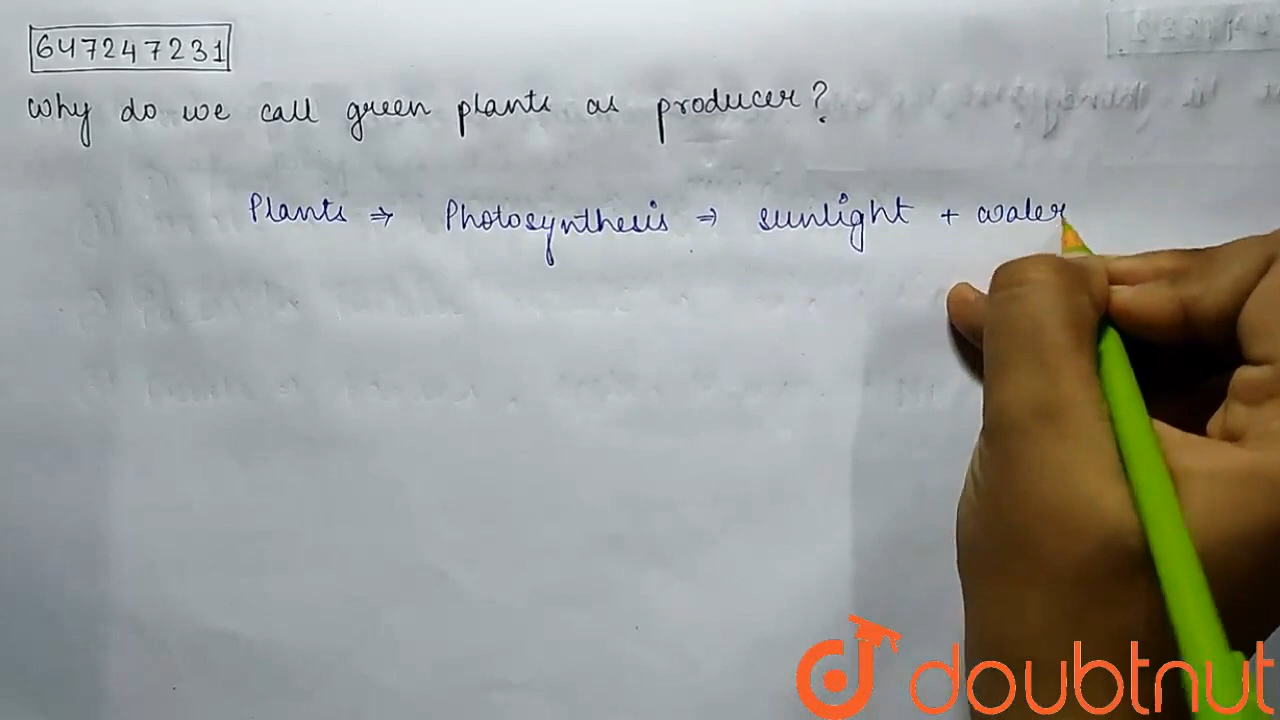 647247231
Why do we call green plants as producer?
Plants ⇒ Photosynthesis ⇒ sunlight + water
doubtnut